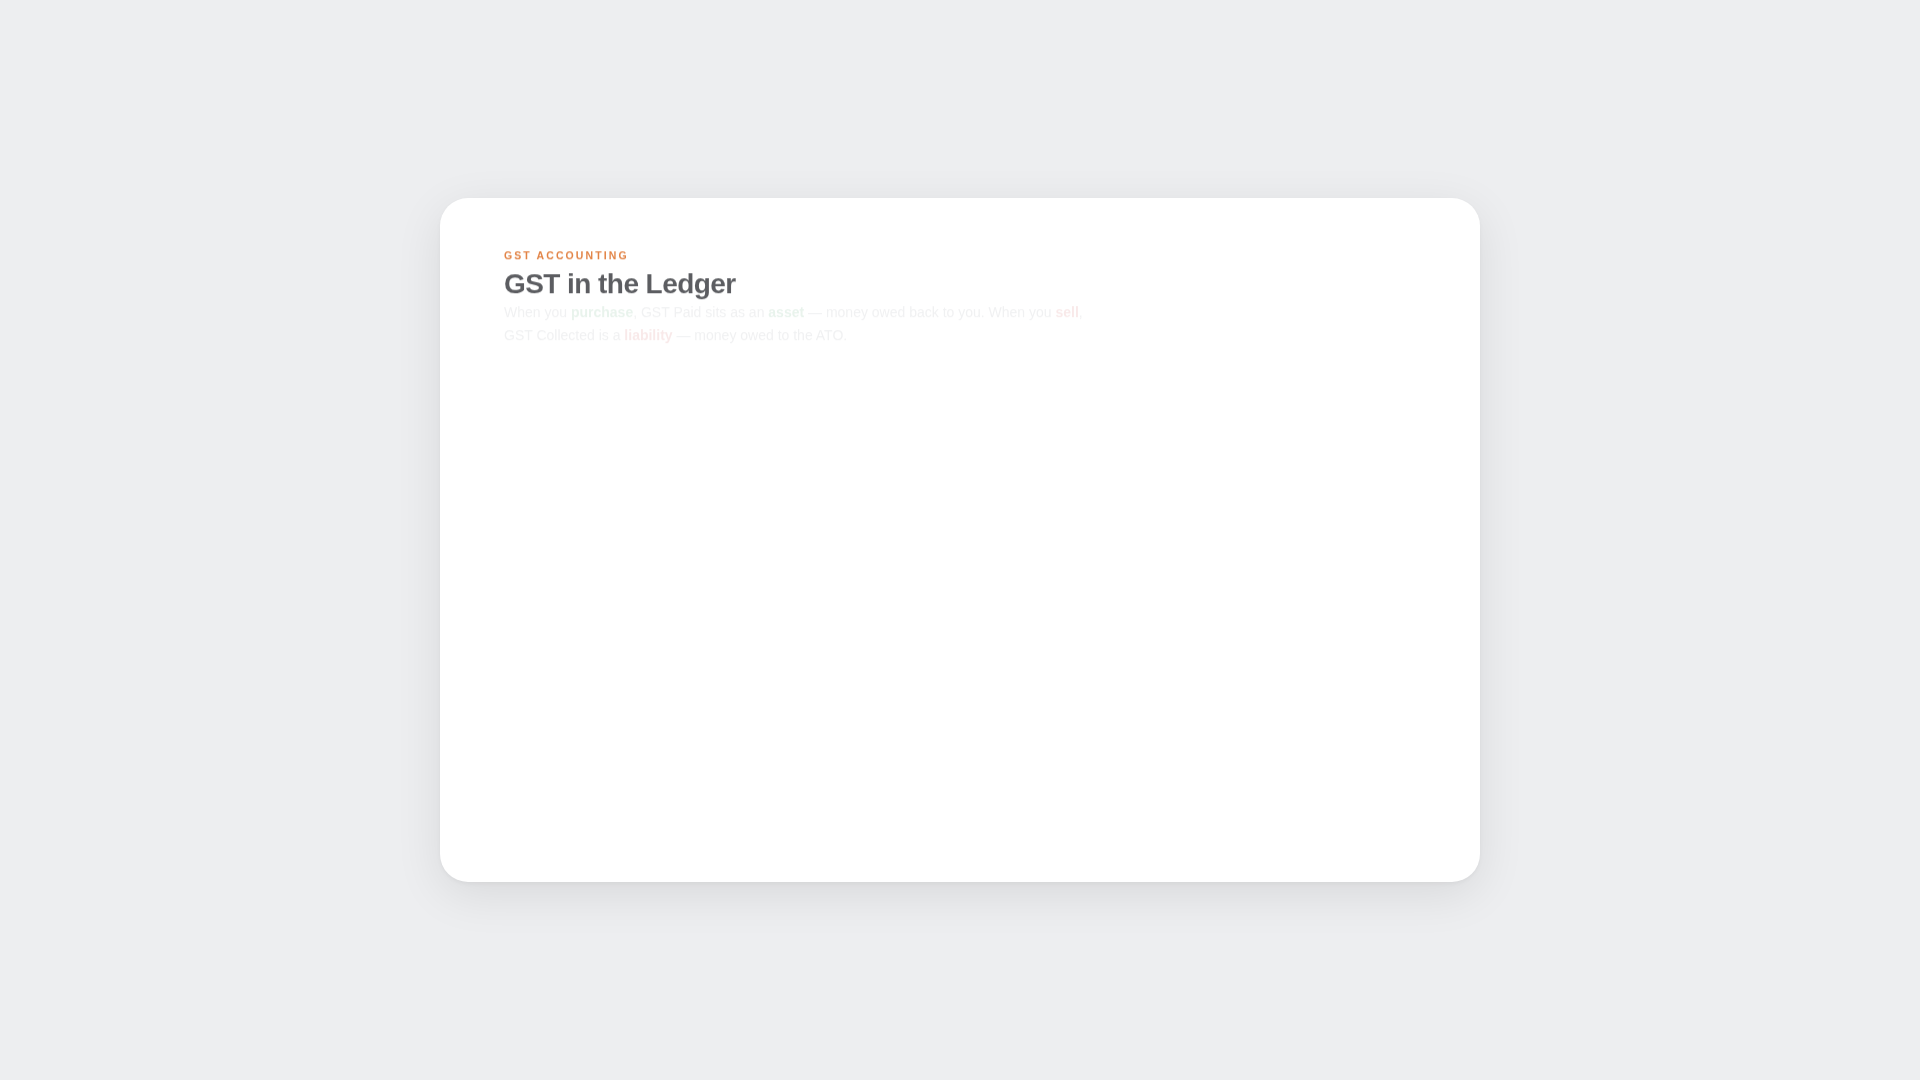 GST ACCOUNTING
GST in the Ledger
When you purchase, GST Paid sits as an asset — money owed back to you. When you sell,
GST Collected is a liability — money owed to the ATO.